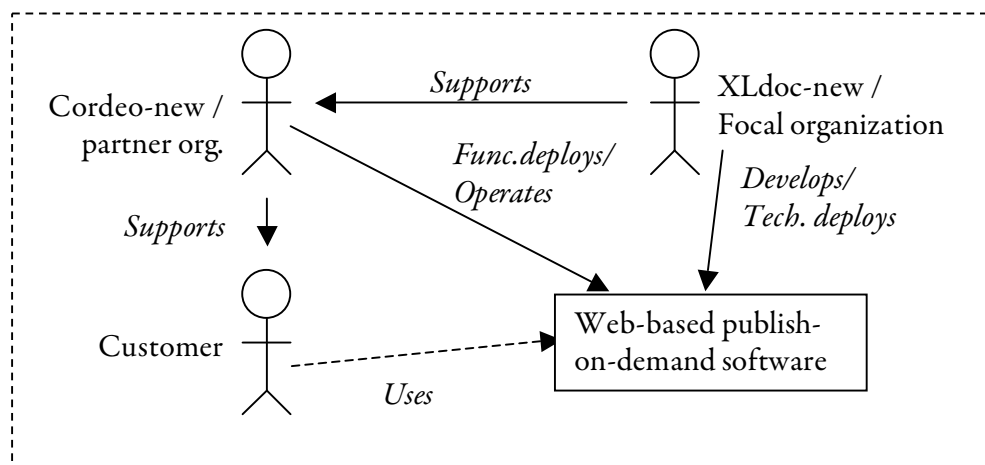 Supports
XLdoc-new /
Focal organization
Cordeo-new /
partner org.
Func.deploys/
Operates
Develops/
Tech. deploys
Supports
Web-based publish-
on-demand software
Customer
Uses